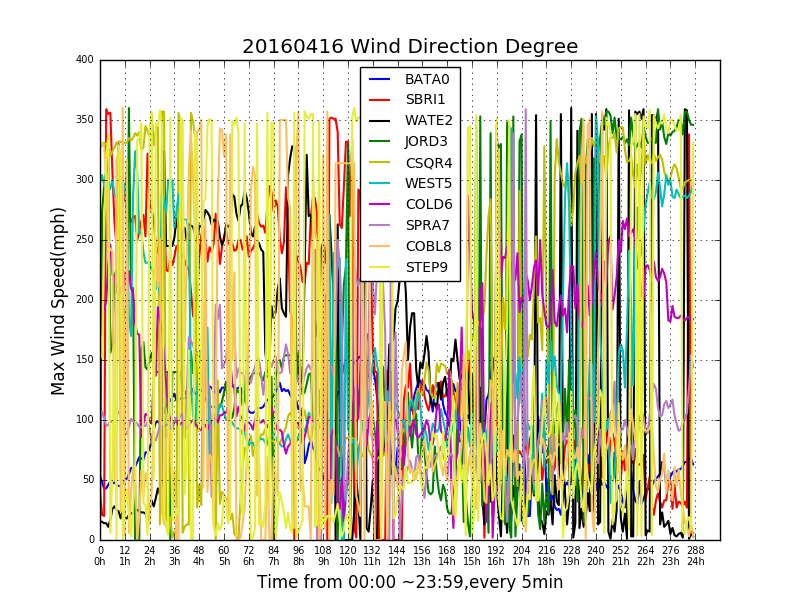 20160416 Wind Direction Degree
BATA0
SBRI1
WATE2
JORD3
CSQR4
WEST5
COLD6
SPRA7
COBL8
STEP9
Max Wind Speed(mph)
400
350
300
250
200
150
100
50
0
0 12 24 36 48 60 72 84 96 108 120 132 144 156 168 180 192 204 216 228 240 252 264 276 288
0h 1h 2h 3h 4h 5h 6h 7h 8h 9h 10h 11h 12h 13h 14h 15h 16h 17h 18h 19h 20h 21h 22h 23h 24h
Time from 00:00 ~23:59,every 5min